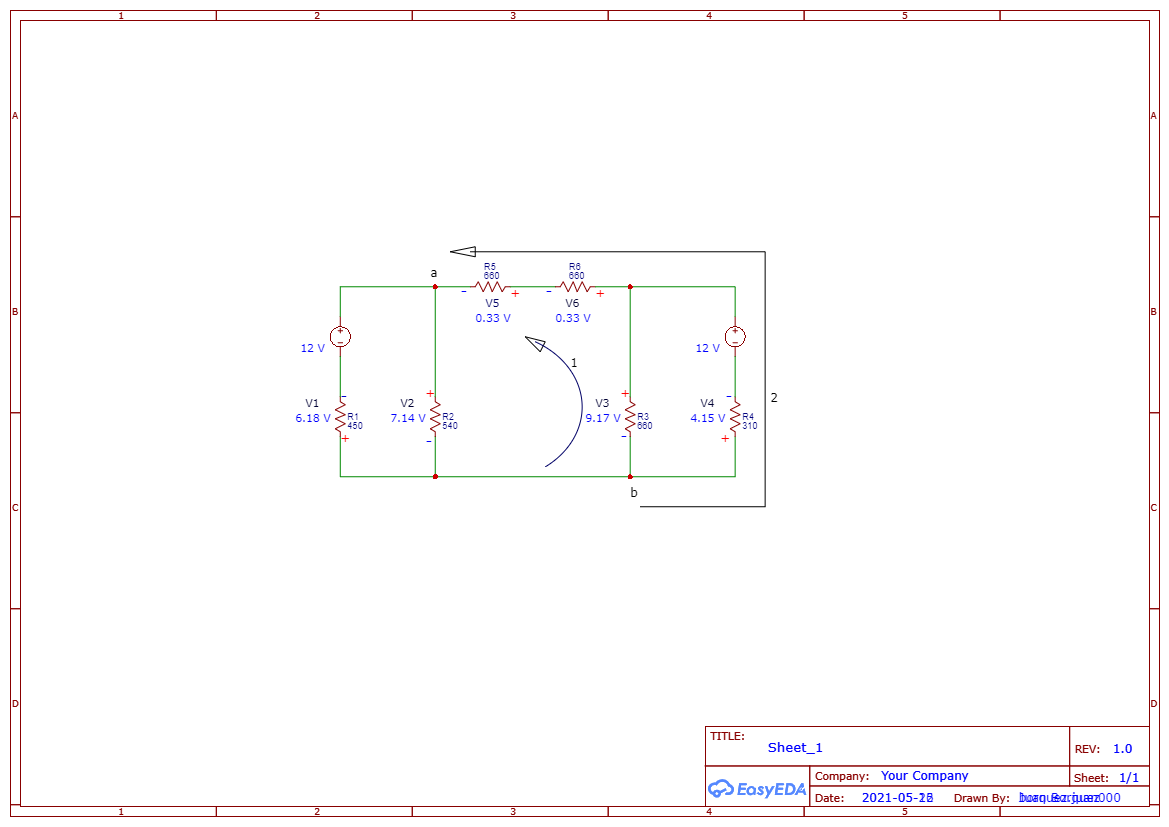 1 2 3 4 5
A A
a R5 R6
660 660
- + - +
V5 V6
B B
0.33 V 0.33 V
+ +
- -
12 V 12 V
1
- + + -
2
V1 V2 V3 V4
6.18 V R1 7.14 V R2 9.17 V R3 4.15 V R4
450 540 660 310
+ - - +
b
C C
D D
TITLE:
Sheet_1
REV: 1.0
Company: Your Company
Sheet: 1/1
EasyEDA
Date: 2021-05- Drawn By:
1 2 3 4 5